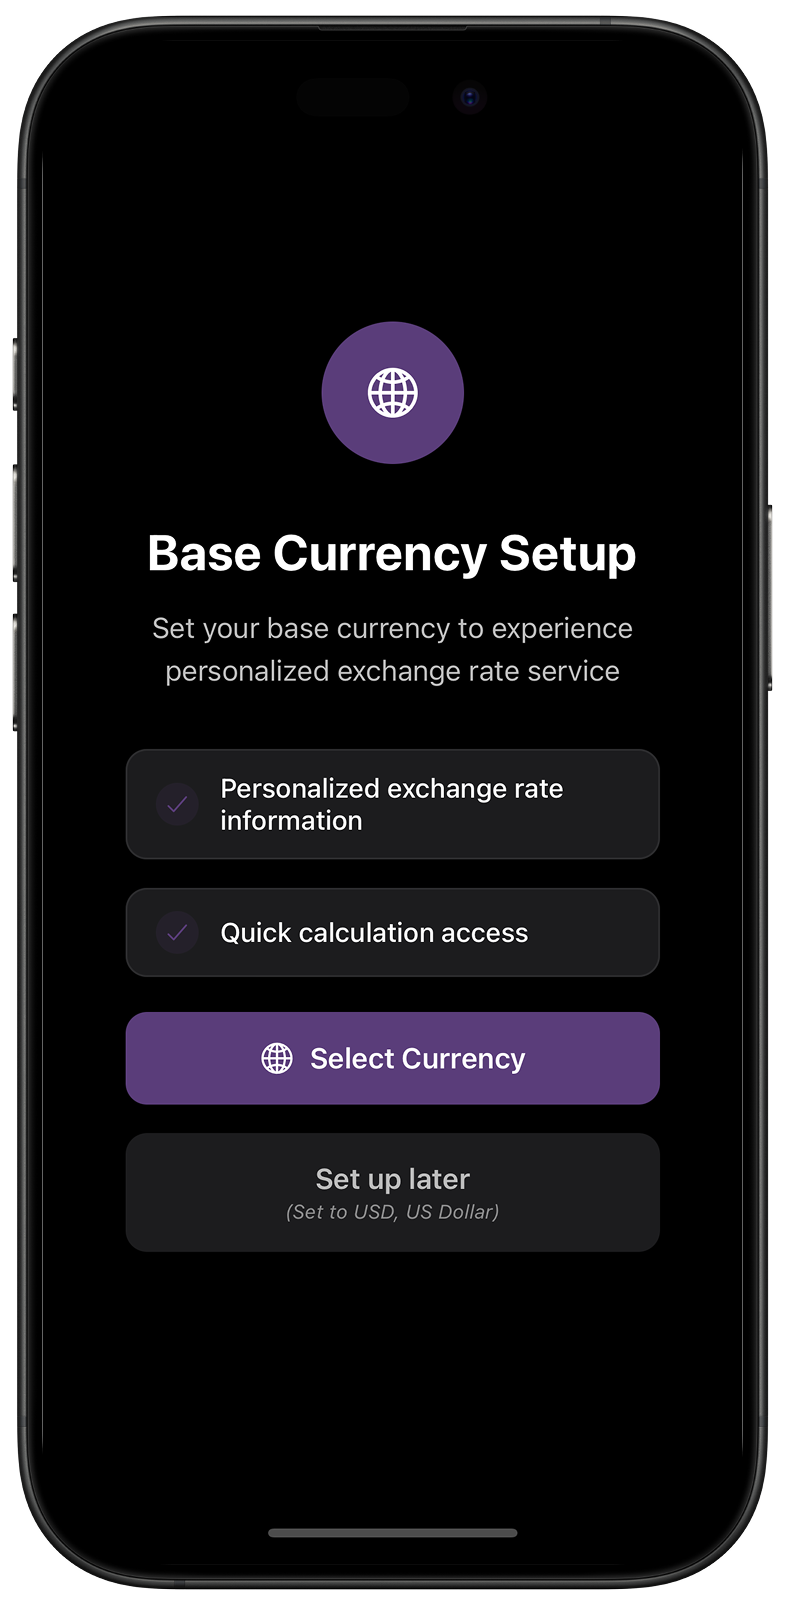 Base Currency Setup
Set your base currency to experience
personalized exchange rate service
Personalized exchange rate
information
Quick calculation access
Select Currency
Set up later
(Set to USD, US Dollar)